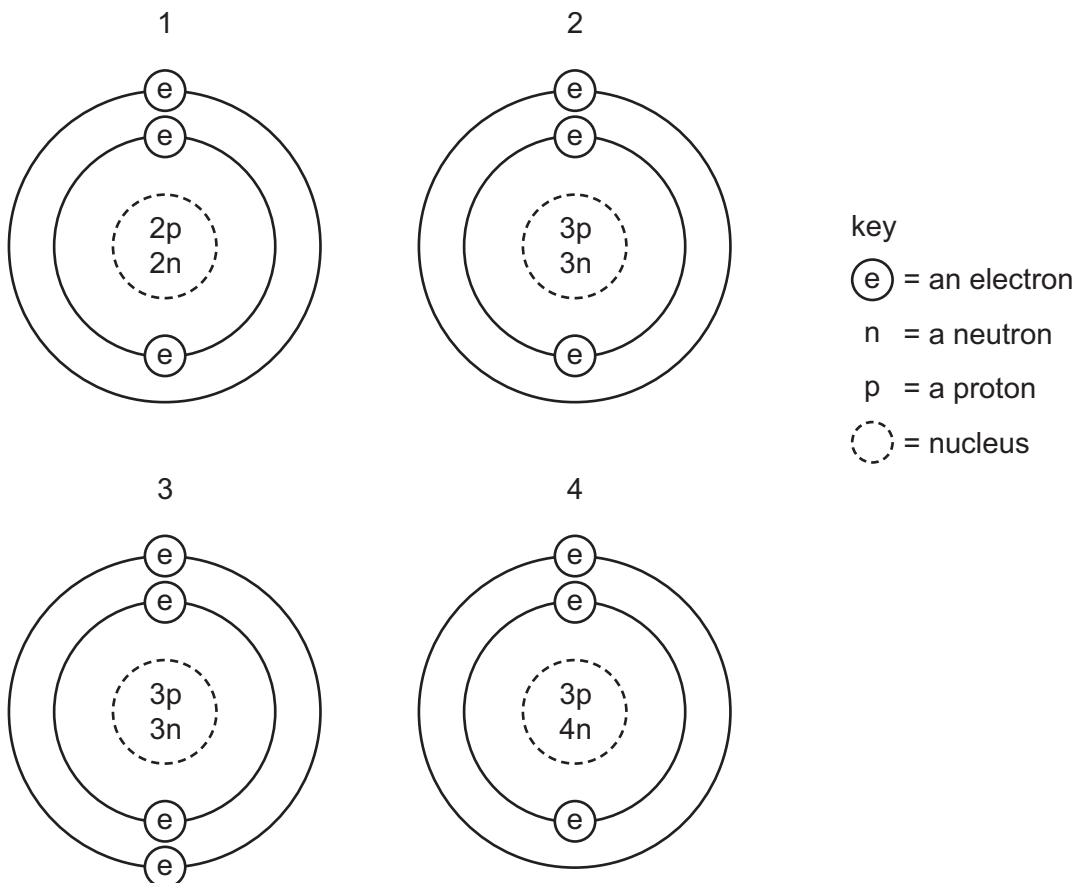 1
2
e
e
e
e
2p
2n
3p
3n
e
e
key
e = an electron
n = a neutron
p = a proton
= nucleus
3
4
e
e
e
e
3p
3n
3p
4n
e
e
e